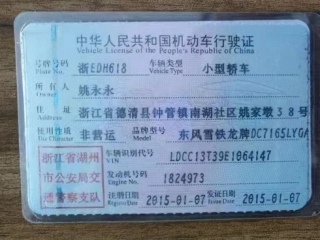 中华人民共和国机动车行驶证
Vehicle License of the People's Republic of China
号牌号码 浙EDH618 车辆类型 小型轿车
Plate No. Vehicle Type
所有人 姚永永
Owner
住址 浙江省德清县钟管镇南湖社区姚家墩38号
使用性质 非营运 品牌型号 东风雪铁龙牌DC7165LYGA
浙江省湖州 车辆识别代号 LDCC13T39E1064147
市公安局交 VIN
通警察支队 发动机号码 1824973
Engine No.
注册日期 2015-01-07 发证日期 2015-01-07
Register Date Issue Date